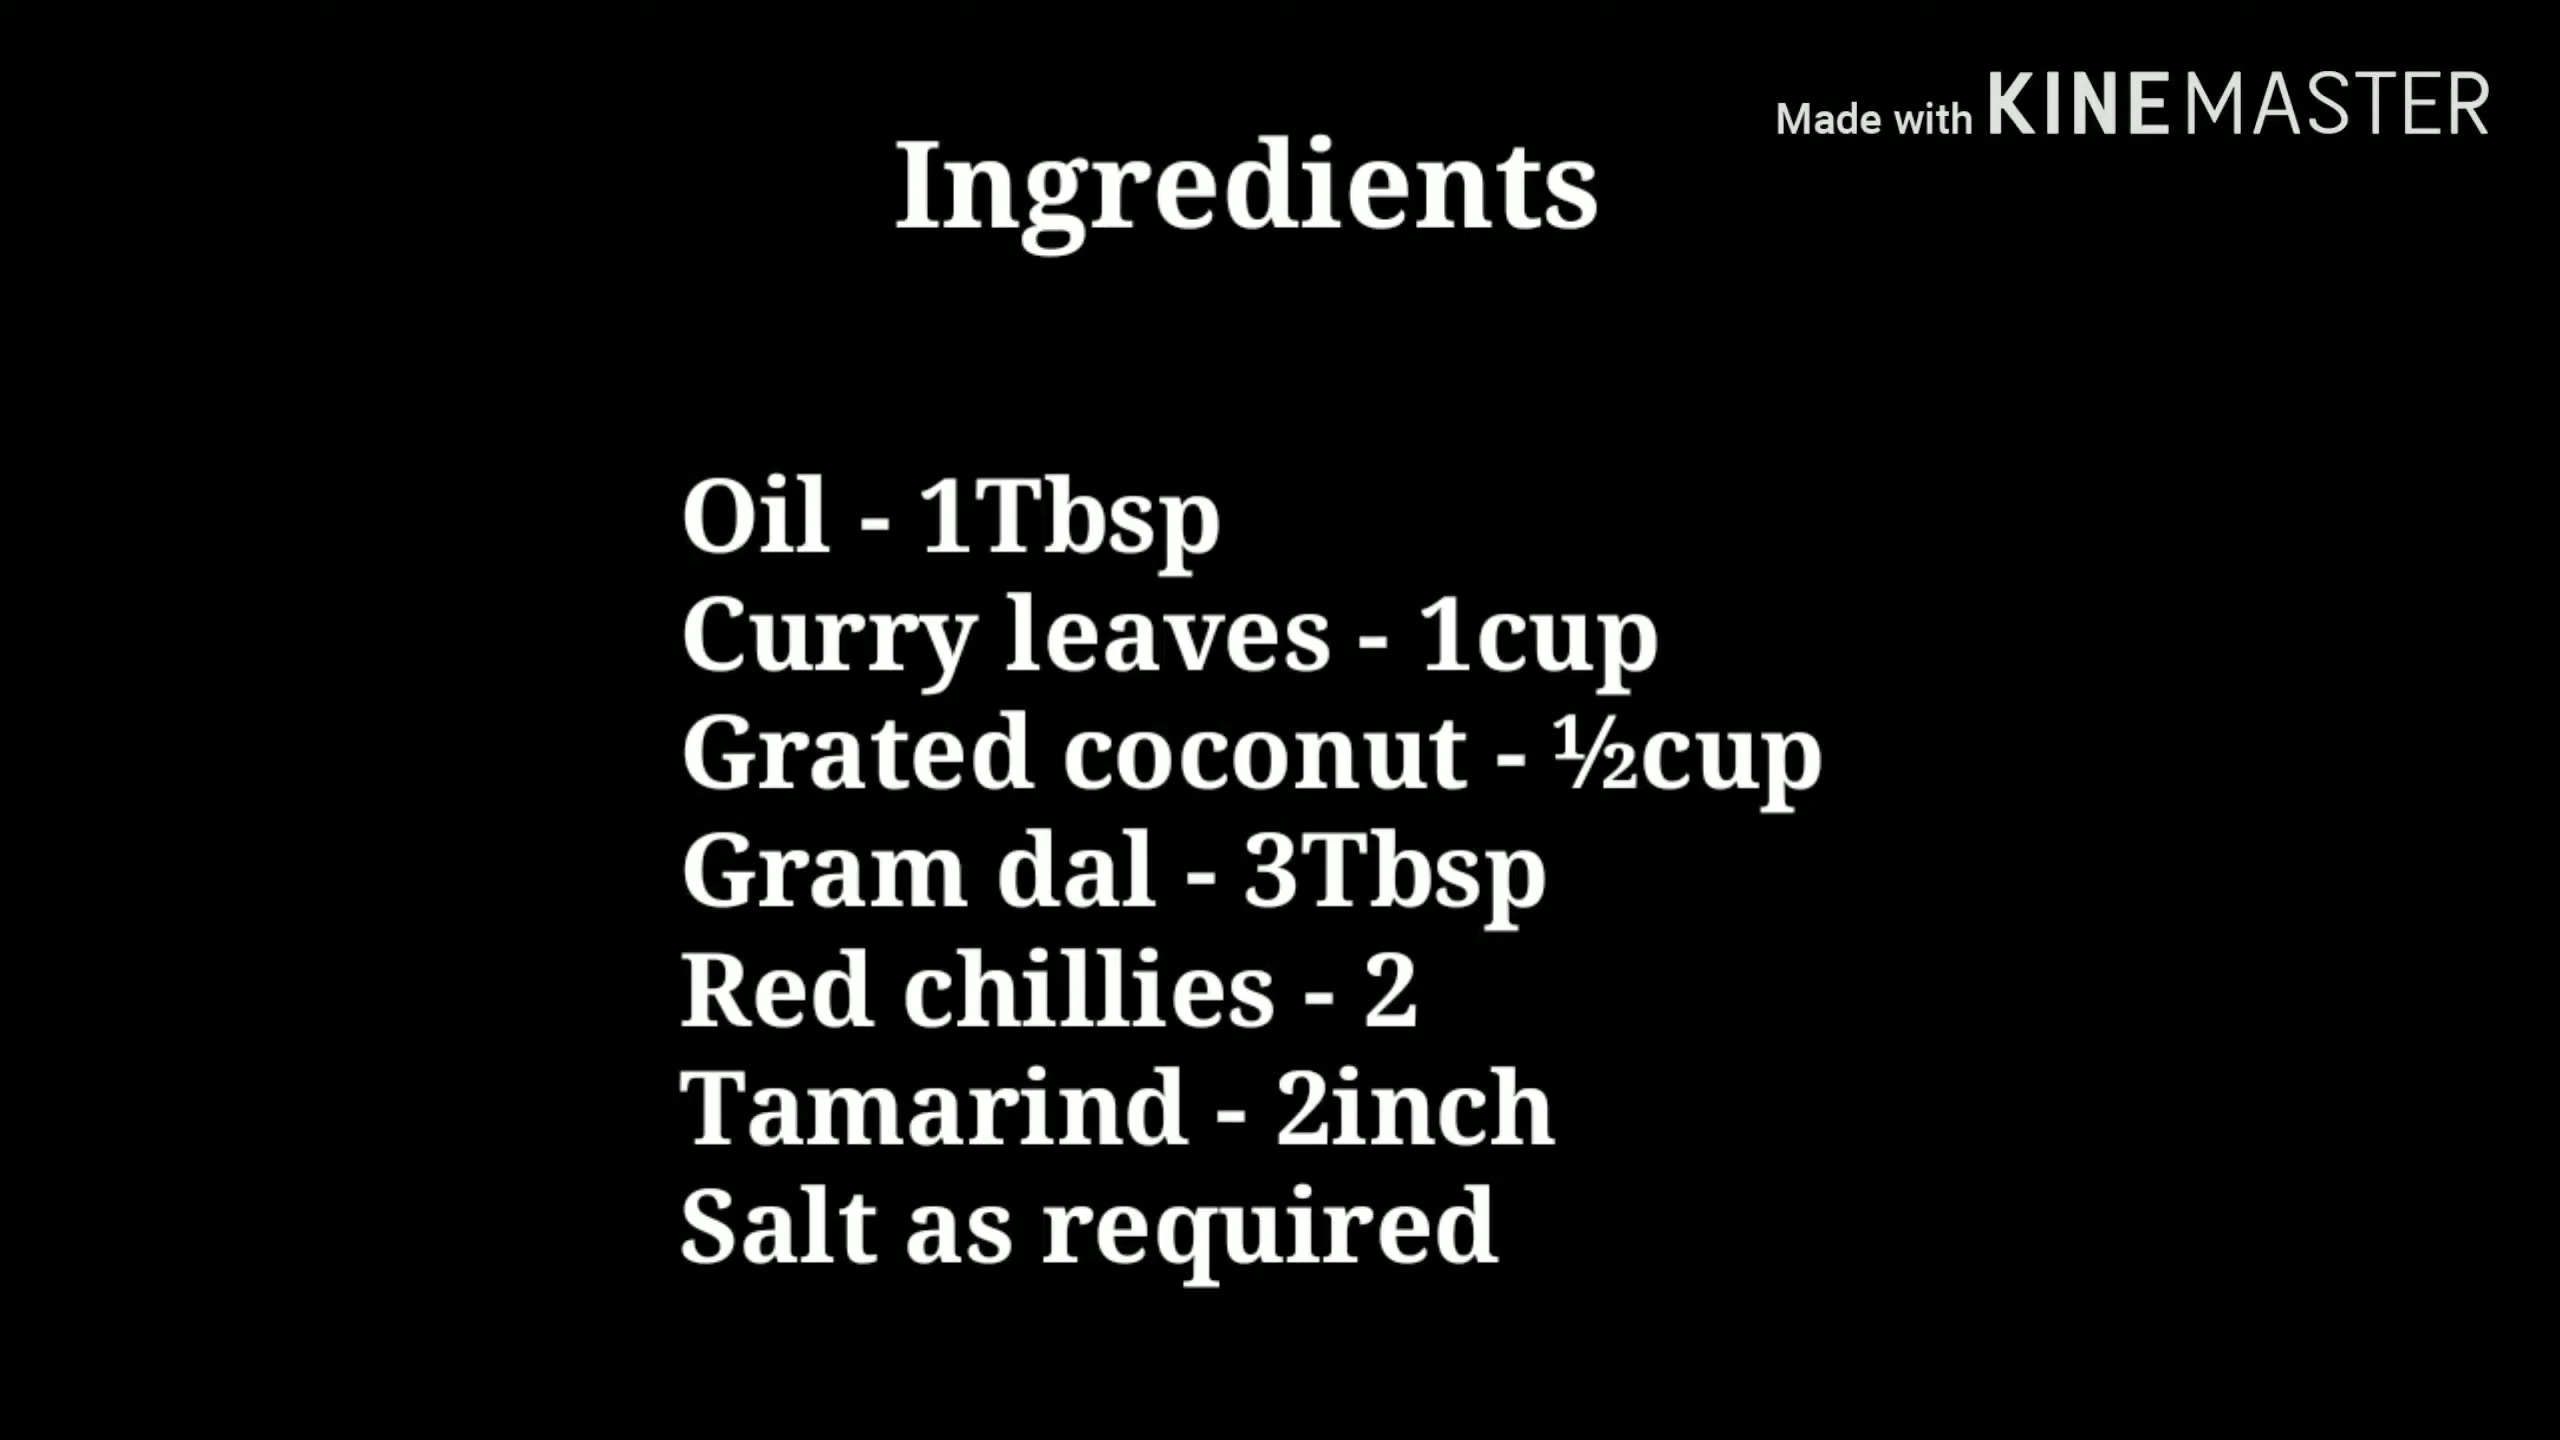 Made with KINEMASTER
Ingredients
Oil - 1Tbsp
Curry leaves - 1cup
Grated coconut - ½cup
Gram dal - 3Tbsp
Red chillies - 2
Tamarind - 2inch
Salt as required